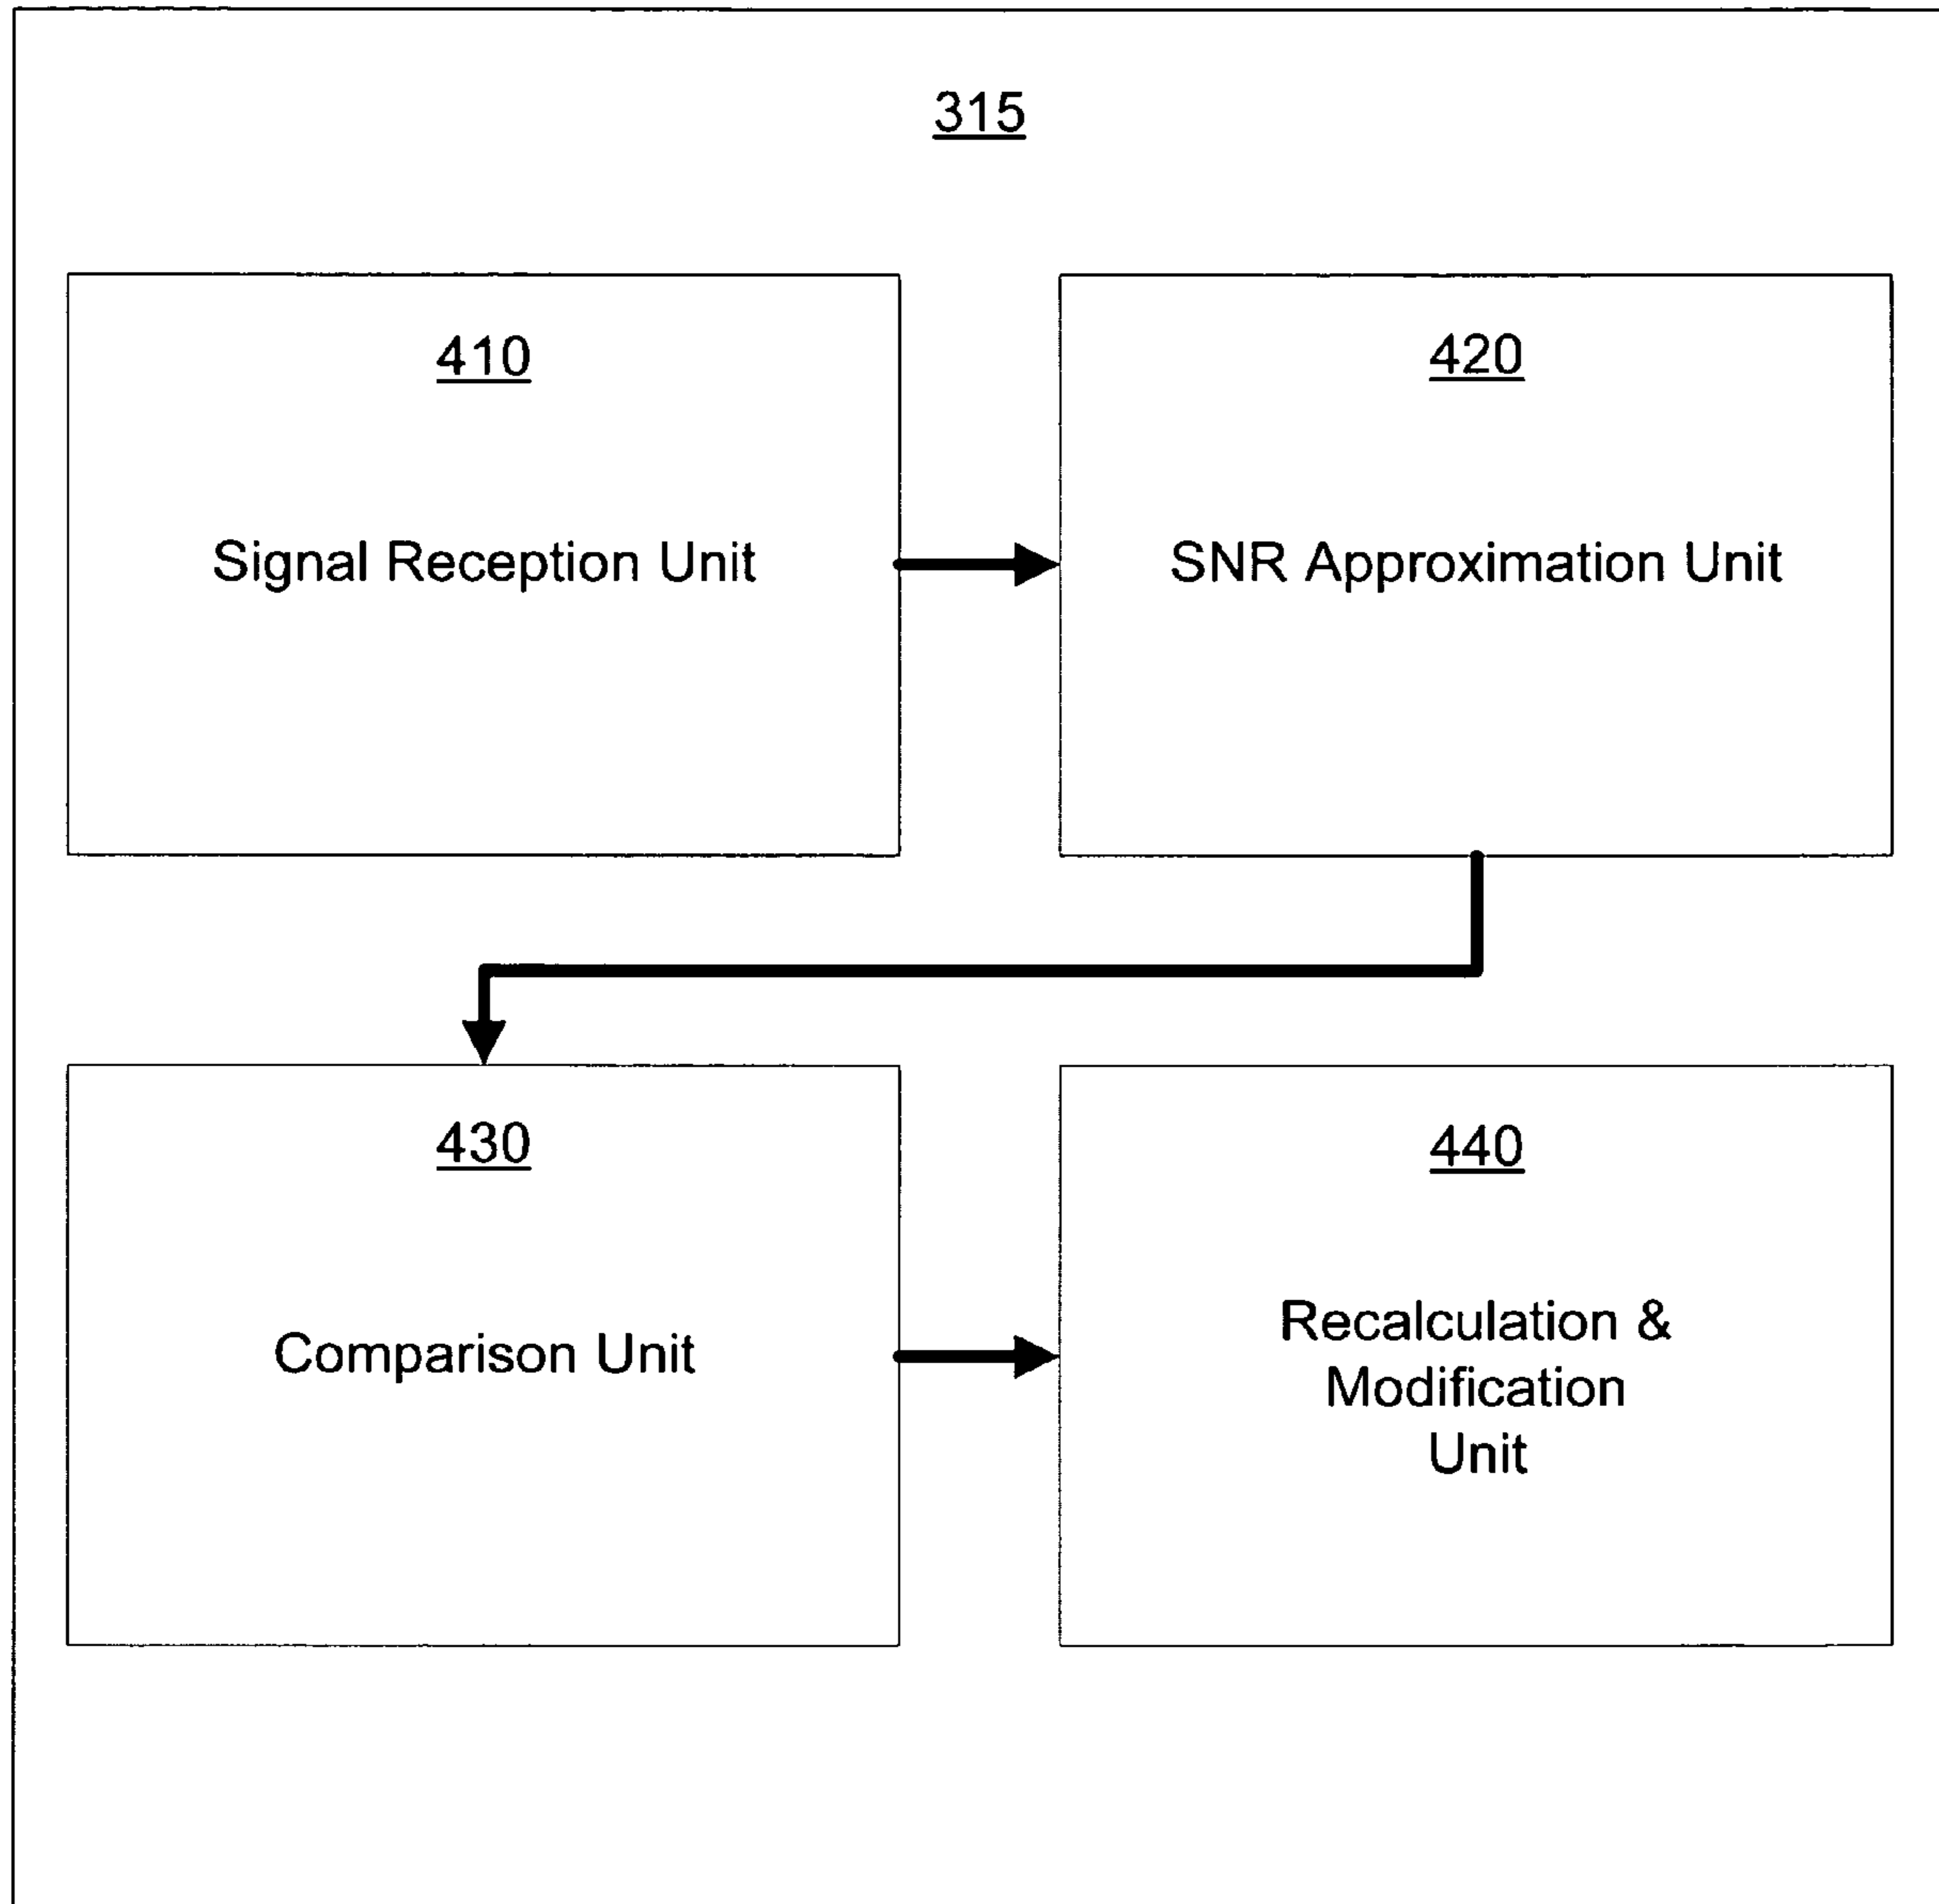 315
410
Signal Reception Unit
420
SNR Approximation Unit
430
Comparison Unit
440
Recalculation &
Modification
Unit